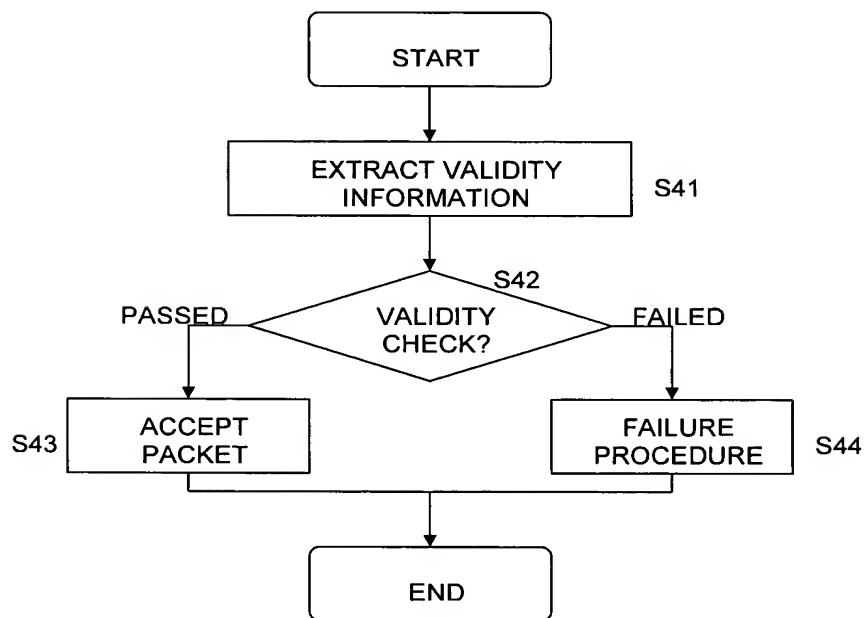 START
EXTRACT VALIDITY
INFORMATION
S41
S42
PASSED
VALIDITY
CHECK?
FAILED
S43
ACCEPT
PACKET
FAILURE
PROCEDURE
S44
END